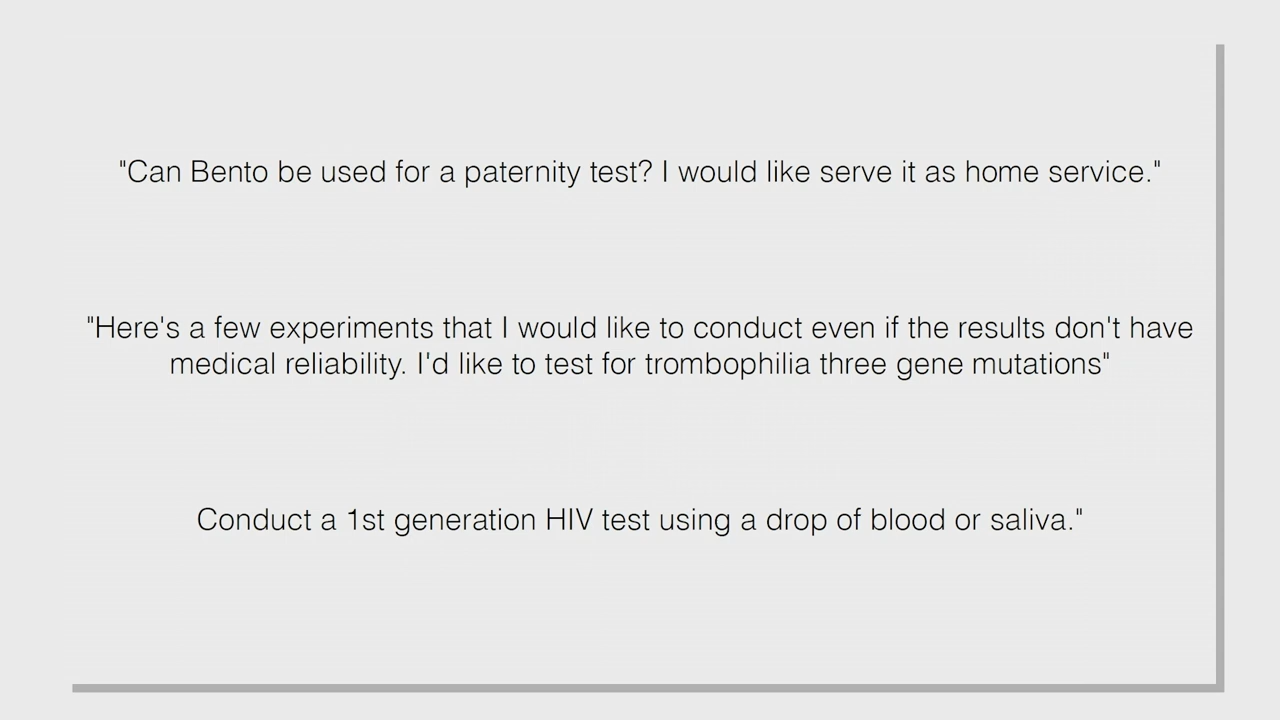 "Can Bento be used for a paternity test? I would like serve it as home service."
"Here's a few experiments that I would like to conduct even if the results don't have
medical reliability. I'd like to test for trombophilia three gene mutations"
Conduct a 1st generation HIV test using a drop of blood or saliva."